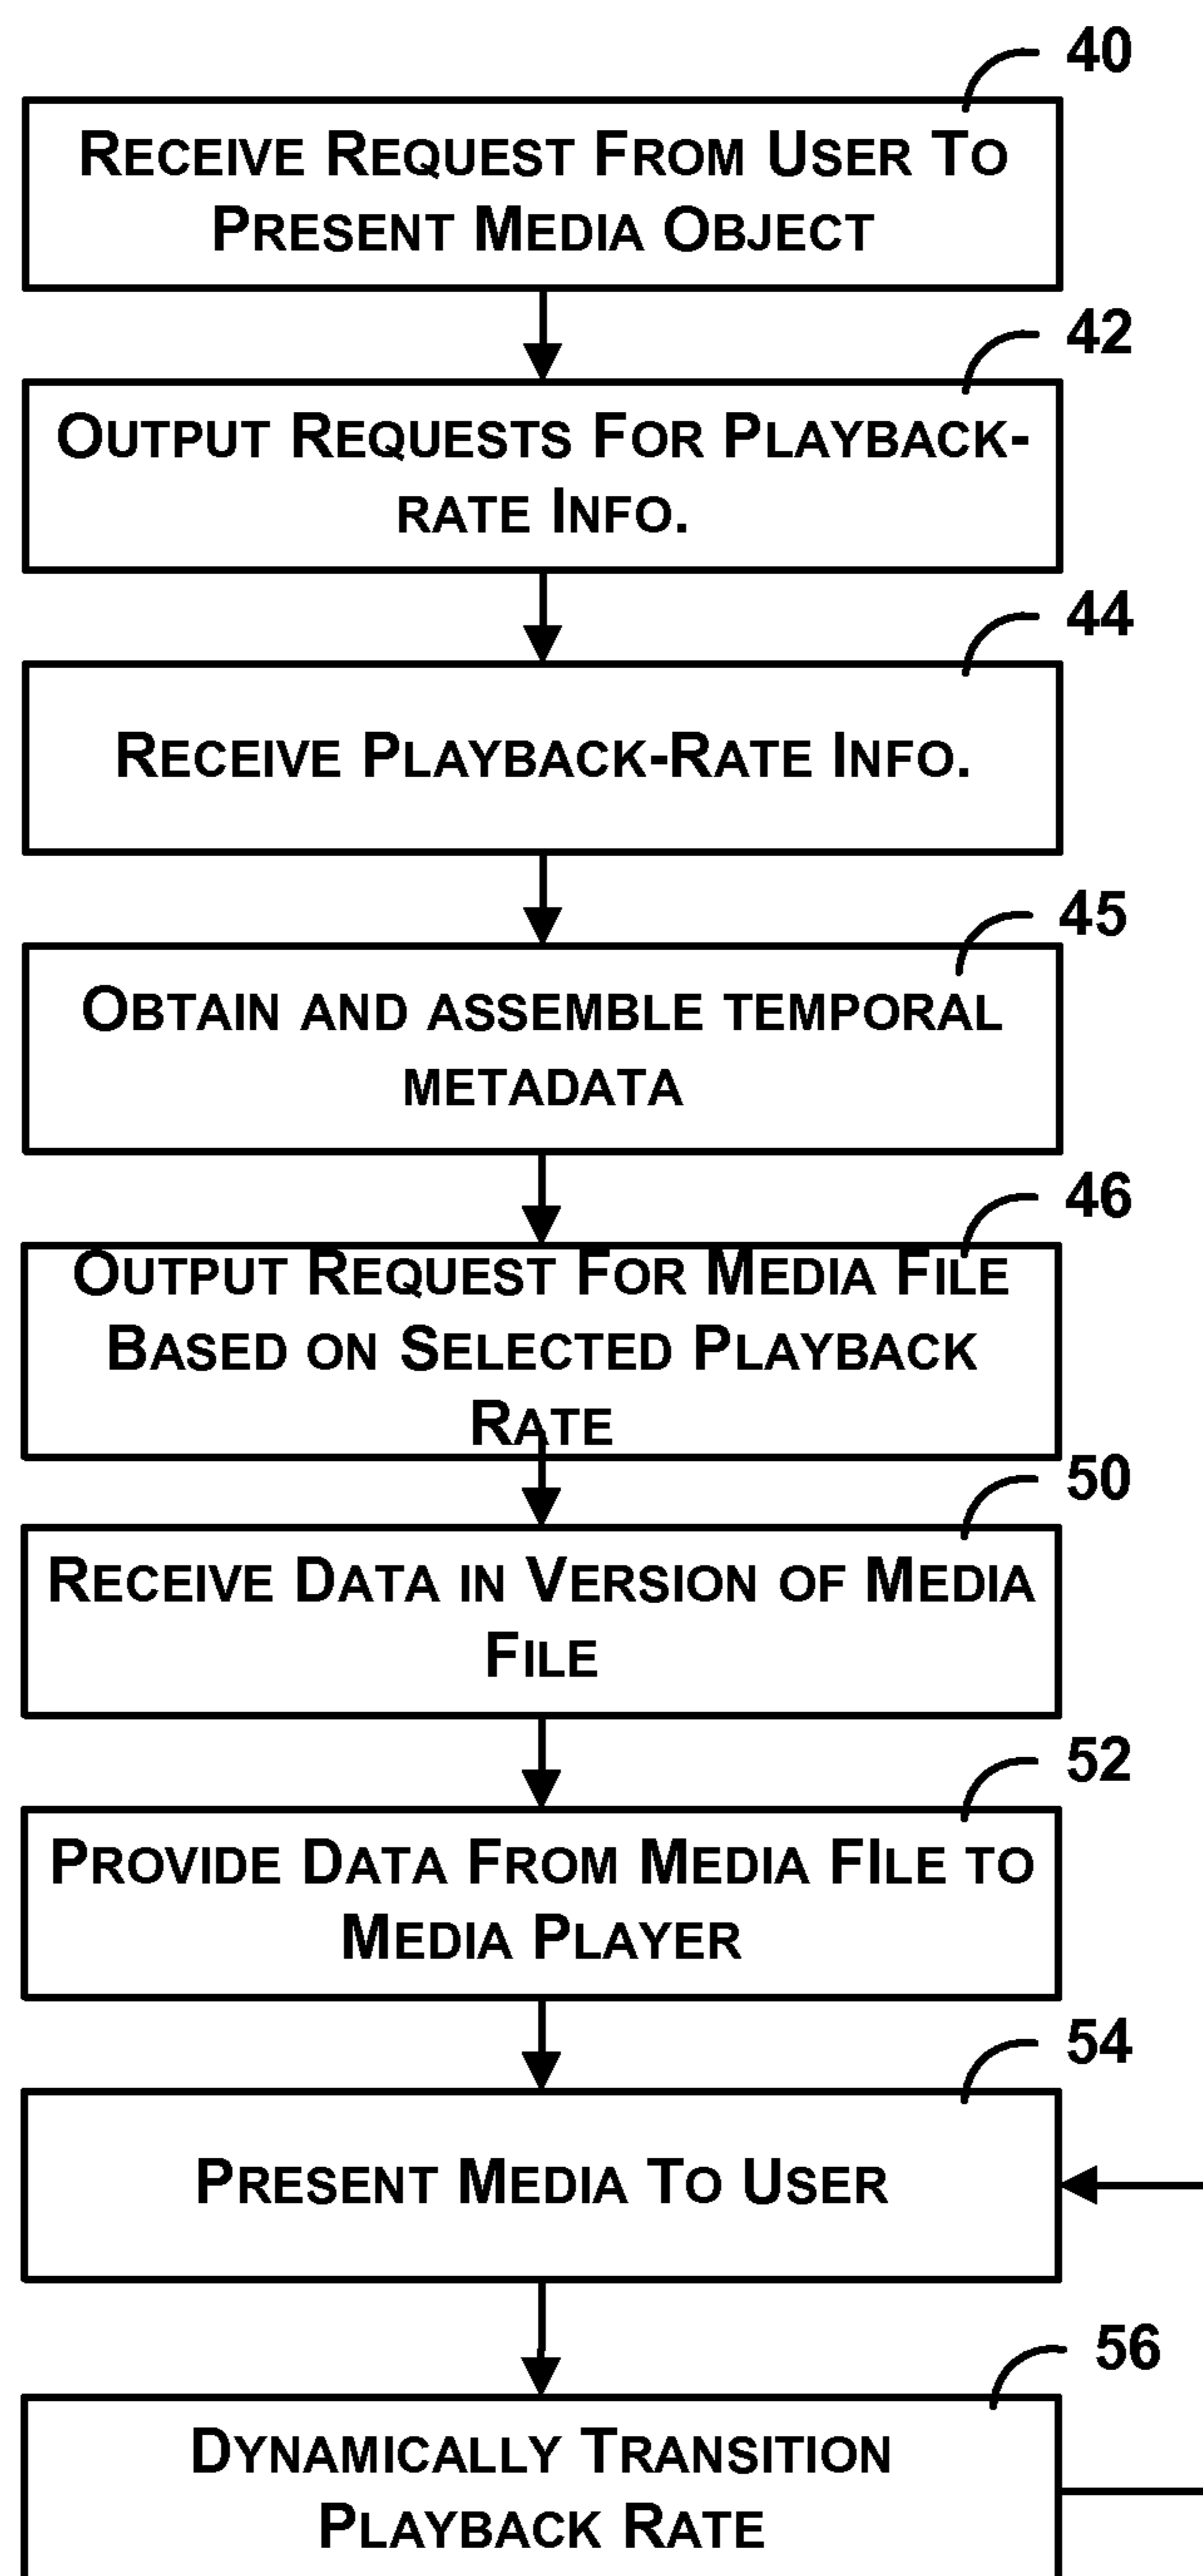 40
RECEIVE REQUEST FROM USER TO
PRESENT MEDIA OBJECT
42
OUTPUT REQUESTS FOR PLAYBACK-
RATE INFO.
44
RECEIVE PLAYBACK-RATE INFO.
45
OBTAIN AND ASSEMBLE TEMPORAL
METADATA
46
OUTPUT REQUEST FOR MEDIA FILE
BASED ON SELECTED PLAYBACK
RATE
50
RECEIVE DATA IN VERSION OF MEDIA
FILE
52
PROVIDE DATA FROM MEDIA FILE TO
MEDIA PLAYER
54
PRESENT MEDIA TO USER
56
DYNAMICALLY TRANSITION
PLAYBACK RATE